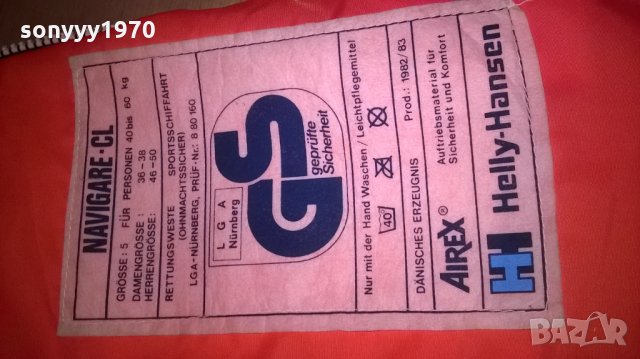 sonyyy1970
NAVIGARE-CL
GRÖSSE: 5 FÜR PERSONEN 40 bis 60 kg
DAMENGRÖSSE: 36-38
HERRENGRÖSSE: 46-50
RETTUNGSWESTE SPORTSSCHIFFAHRT
(OHNMACHTSSICHER)
LGA-NÜRNBERG, PRÜF-Nr.: 8 80 160
LGA
Nürnberg
GS
geprüfte
Sicherheit
Nur mit der Hand Waschen / Leichtpflegemittel
40°
DÄNISCHES ERZEUGNIS Prod.: 1982/83
AIREX®
Auftriebsmaterial für
Sicherheit und Komfort
HH Helly-Hansen
BAZAR